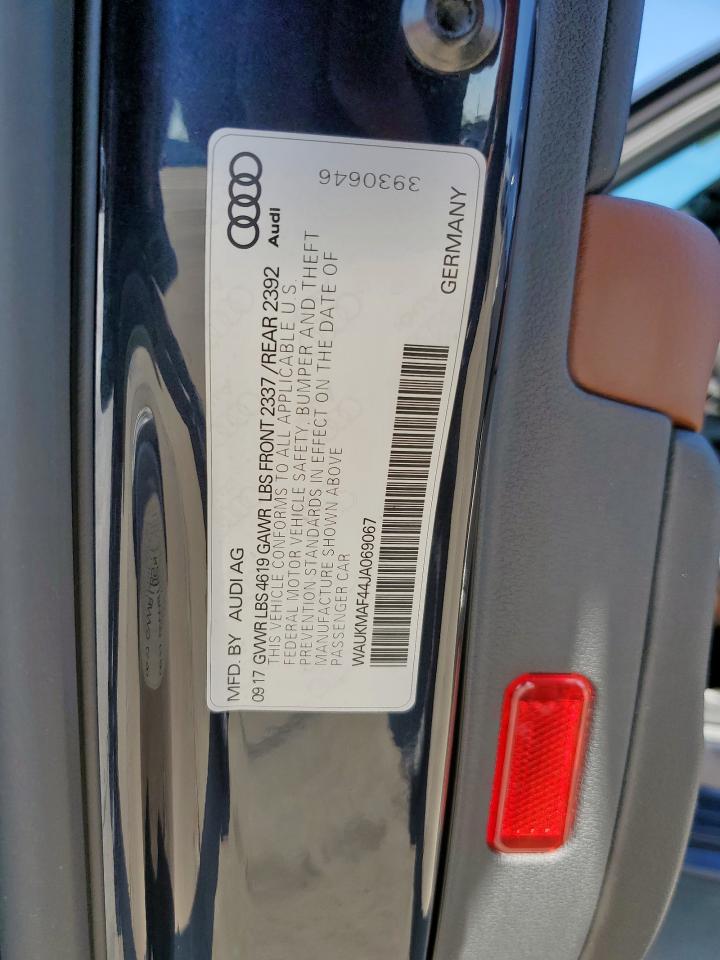 MFD. BY AUDI AG
Audi
09 17 GVWR LBS 4619 GAWR LBS FRONT 2337 / REAR 2392
THIS VEHICLE CONFORMS TO ALL APPLICABLE U.S.
FEDERAL MOTOR VEHICLE SAFETY, BUMPER AND THEFT
PREVENTION STANDARDS IN EFFECT ON THE DATE OF
MANUFACTURE SHOWN ABOVE
PASSENGER CAR
3930646
WAUKMAF44JA069067
GERMANY